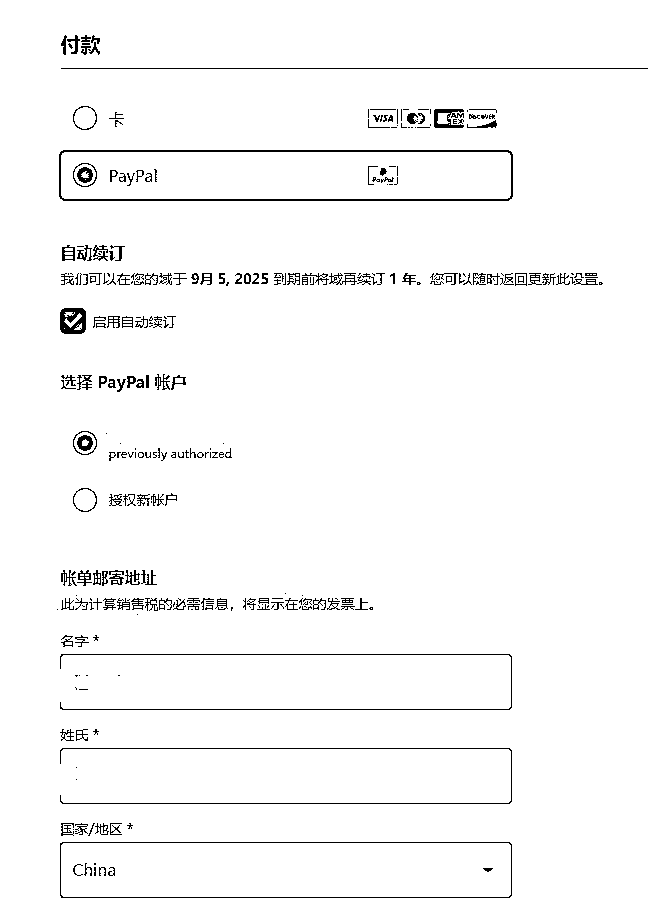 付款
卡 VISA AM EX DISCOVER
PayPal PayPal
自动续订
我们可以在您的域于 9月 5, 2025 到期前将域再续订 1 年。您可以随时返回更新此设置。
启用自动续订
选择 PayPal 帐户
previously authorized
授权新帐户
帐单邮寄地址
此为计算销售税的必需信息，将显示在您的发票上。
名字 *
姓氏 *
国家/地区 *
China